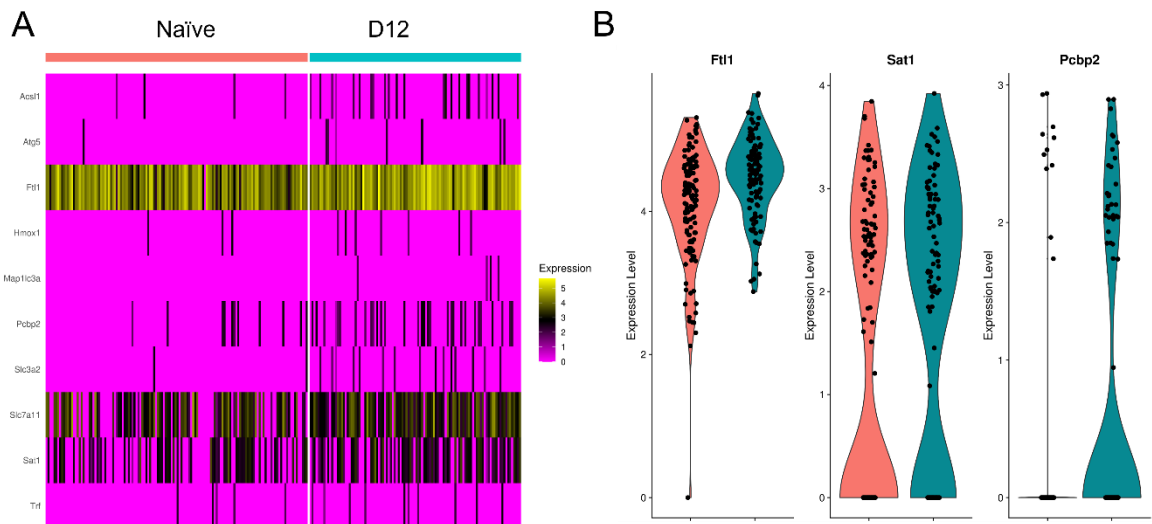 A
Naïve
D12
Acsl1
Atg5
Ftl1
Hmox1
Map1lc3a
Pcbp2
Slc3a2
Slc7a11
Sat1
Trf
Expression
5
4
3
2
1
0
B
Ftl1
Expression Level
4
2
0
Sat1
Expression Level
4
3
2
1
0
Pcbp2
Expression Level
3
2
1
0